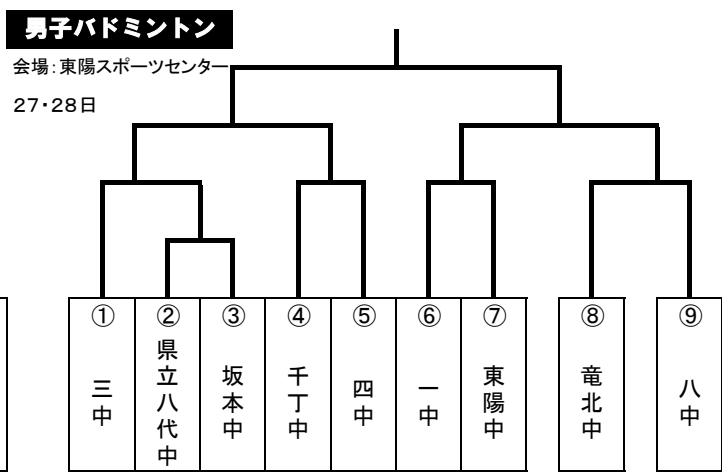 男子バドミントン
会場:東陽スポーツセンター
27・28日
① ② ③ ④ ⑤ ⑥ ⑦ ⑧ ⑨
三中
県立八代中
坂本中
千丁中
四中
一中
東陽中
竜北中
八中